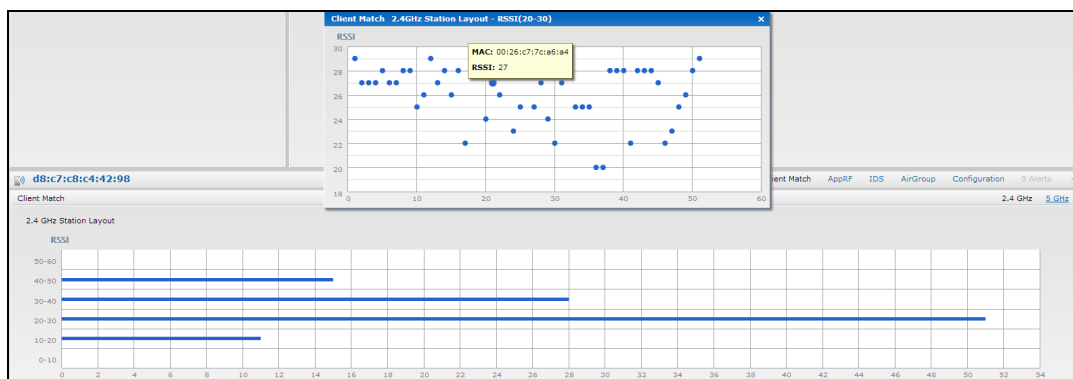 Client Match 2.4GHz Station Layout - RSSI(20-30) ×
RSSI
30
28
26
24
22
20
18
0 10 20 30 40 50 60
MAC: 00:26:c7:7c:a6:a4
RSSI: 27
d8:c7:c8:c4:42:98
Match AppRF IDS AirGroup Configuration 0 Alerts
Client Match
2.4 GHz 5 GHz
2.4 GHz Station Layout
RSSI
50-60
40-50
30-40
20-30
10-20
0-10
0 2 4 6 8 10 12 14 16 18 20 22 24 26 28 30 32 34 36 38 40 42 44 46 48 50 52 54